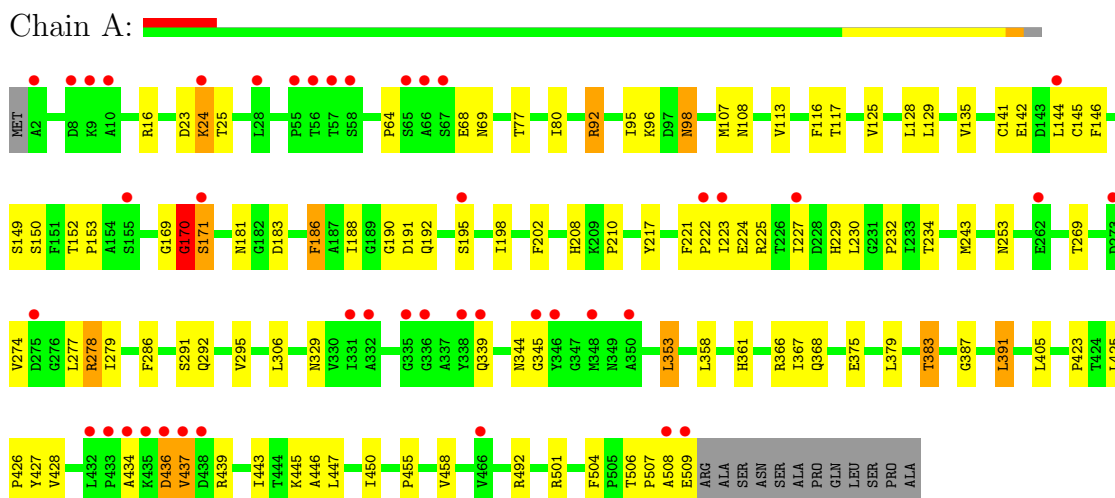 Chain A:
MET A2 D8 K9 A10 R16 D23 K24 T25 L28 P55 T56 T57 S58 P64 S65 A66 S67 E68 N69 T77 I80 R92 I95 K96 D97 N98 M107 N108 V113 F116 T117 V125 L128 L129 V135 C141 E142 D143 L144 C145 F146
S149 S150 F151 T152 P153 A154 S155 G169 G170 S171 N181 G182 D183 F186 A187 I188 G189 G190 D191 Q192 S195 I198 F202 H208 K209 P210 Y217 F221 P222 I223 E224 R225 T226 I227 D228 H229 L230 G231 P232 I233 T234 M243 N253 E262 T269
V274 D275 G276 L277 R278 I279 F286 S291 Q292 V295 L306 N329 V330 I331 A332 G335 G336 A337 Y338 Q339 N344 G345 Y346 G347 M348 N349 A350 L353 L358 H361 R366 I367 Q368 E375 L379 T383 G387 L391 L405 P423 T424 L425
P426 Y427 V428 L432 P433 A434 K435 D436 V437 D438 R439 I443 T444 K445 A446 L447 I450 P455 V458 V466 R492 R501 F504 P505 T506 P507 A508 E509 ARG ALA SER ASN SER ALA PRO GLN LEU SER PRO ALA